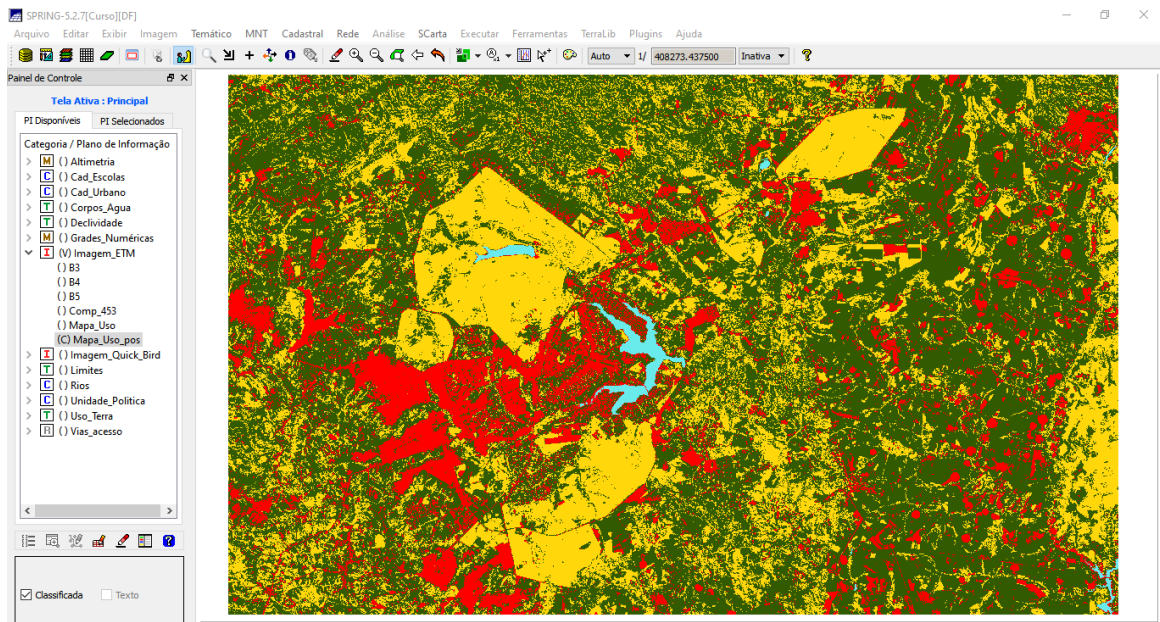 SPRING-5.2.7[Curso][DF]
Arquivo Editar Exibir Imagem Temático MNT Cadastral Rede Análise SCarta Executar Ferramentas TerraLib Plugins Ajuda
Auto 1/ 408273.437500 Inativa
Painel de Controle
Tela Ativa : Principal
PI Disponíveis PI Selecionados
Categoria / Plano de Informação
M () Altimetria
C () Cad_Escolas
C () Cad_Urbano
T () Corpos_Agua
T () Declividade
M () Grades_Numéricas
I (V) Imagem_ETM
() B3
() B4
() B5
() Comp_453
() Mapa_Uso
(C) Mapa_Uso_pos
I () Imagem_Quick_Bird
T () Limites
C () Rios
C () Unidade_Politica
T () Uso_Terra
R () Vias_acesso
Classificada Texto